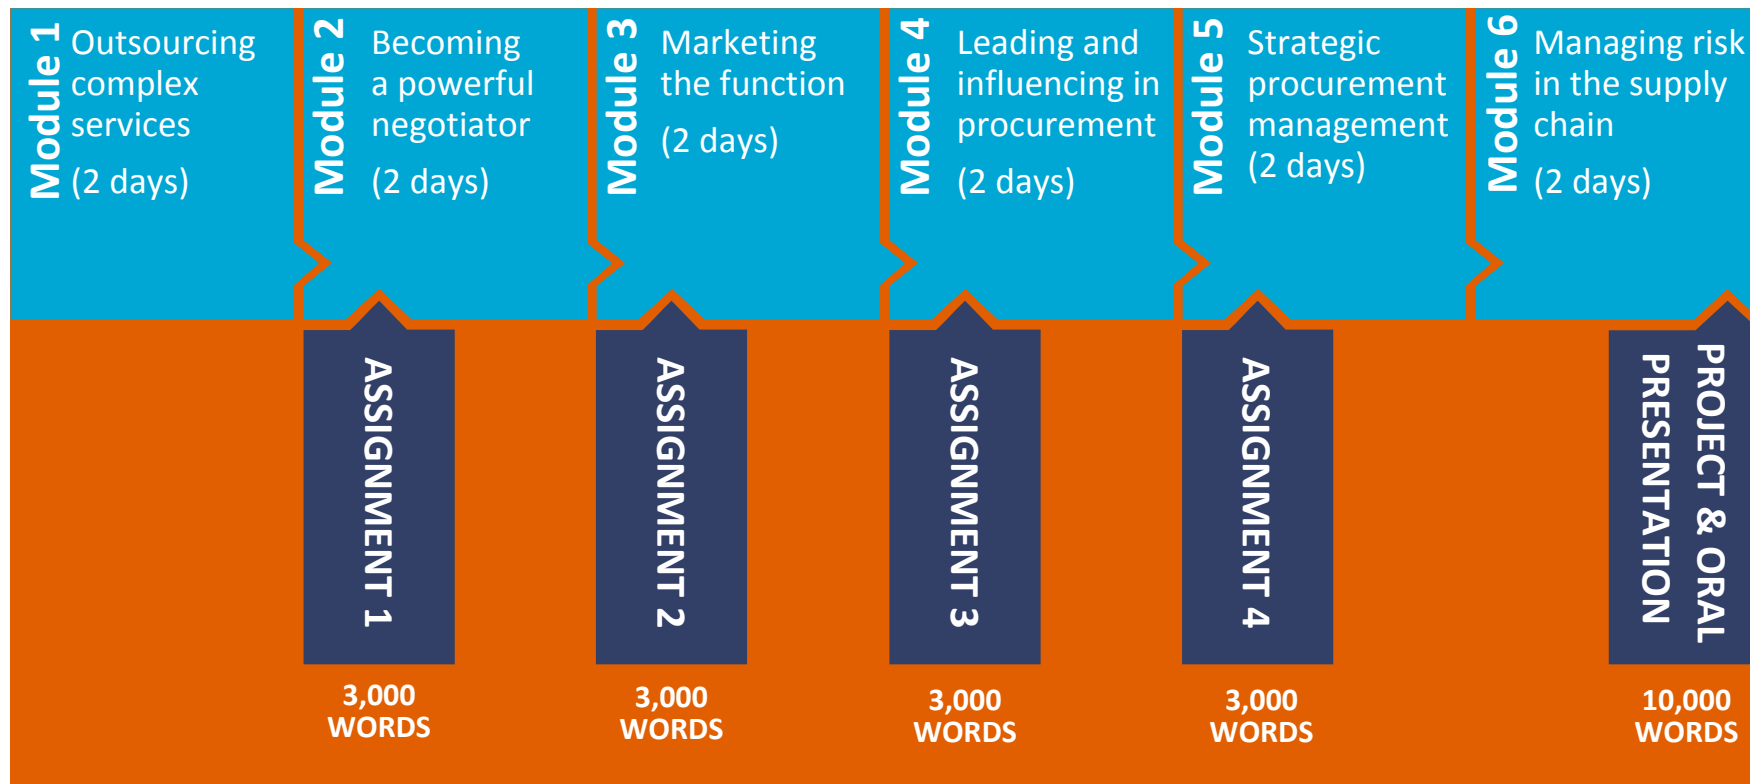 Module 1
Outsourcing
complex
services
(2 days)
Module 2
Becoming
a powerful
negotiator
(2 days)
Module 3
Marketing
the function
(2 days)
Module 4
Leading and
influencing in
procurement
(2 days)
Module 5
Strategic
procurement
management
(2 days)
Module 6
Managing risk
in the supply
chain
(2 days)
ASSIGNMENT 1
3,000
WORDS
ASSIGNMENT 2
3,000
WORDS
ASSIGNMENT 3
3,000
WORDS
ASSIGNMENT 4
3,000
WORDS
PROJECT & ORAL
PRESENTATION
10,000
WORDS